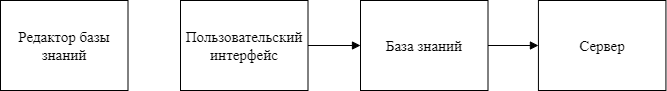 Редактор базы
знаний
Пользовательский
интерфейс
База знаний
Сервер